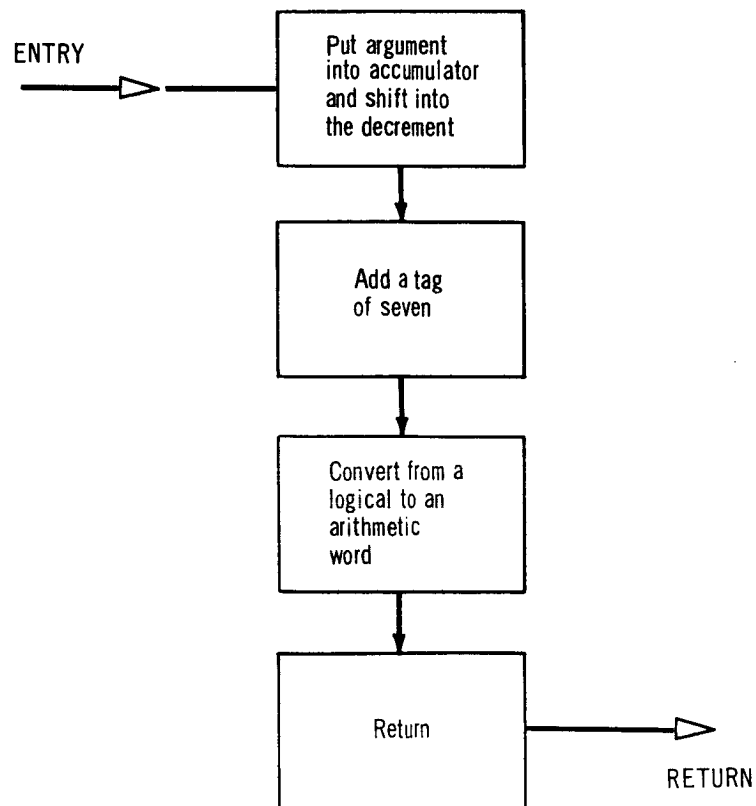 ENTRY
Put argument
into accumulator
and shift into
the decrement
Add a tag
of seven
Convert from a
logical to an
arithmetic
word
Return
RETURN